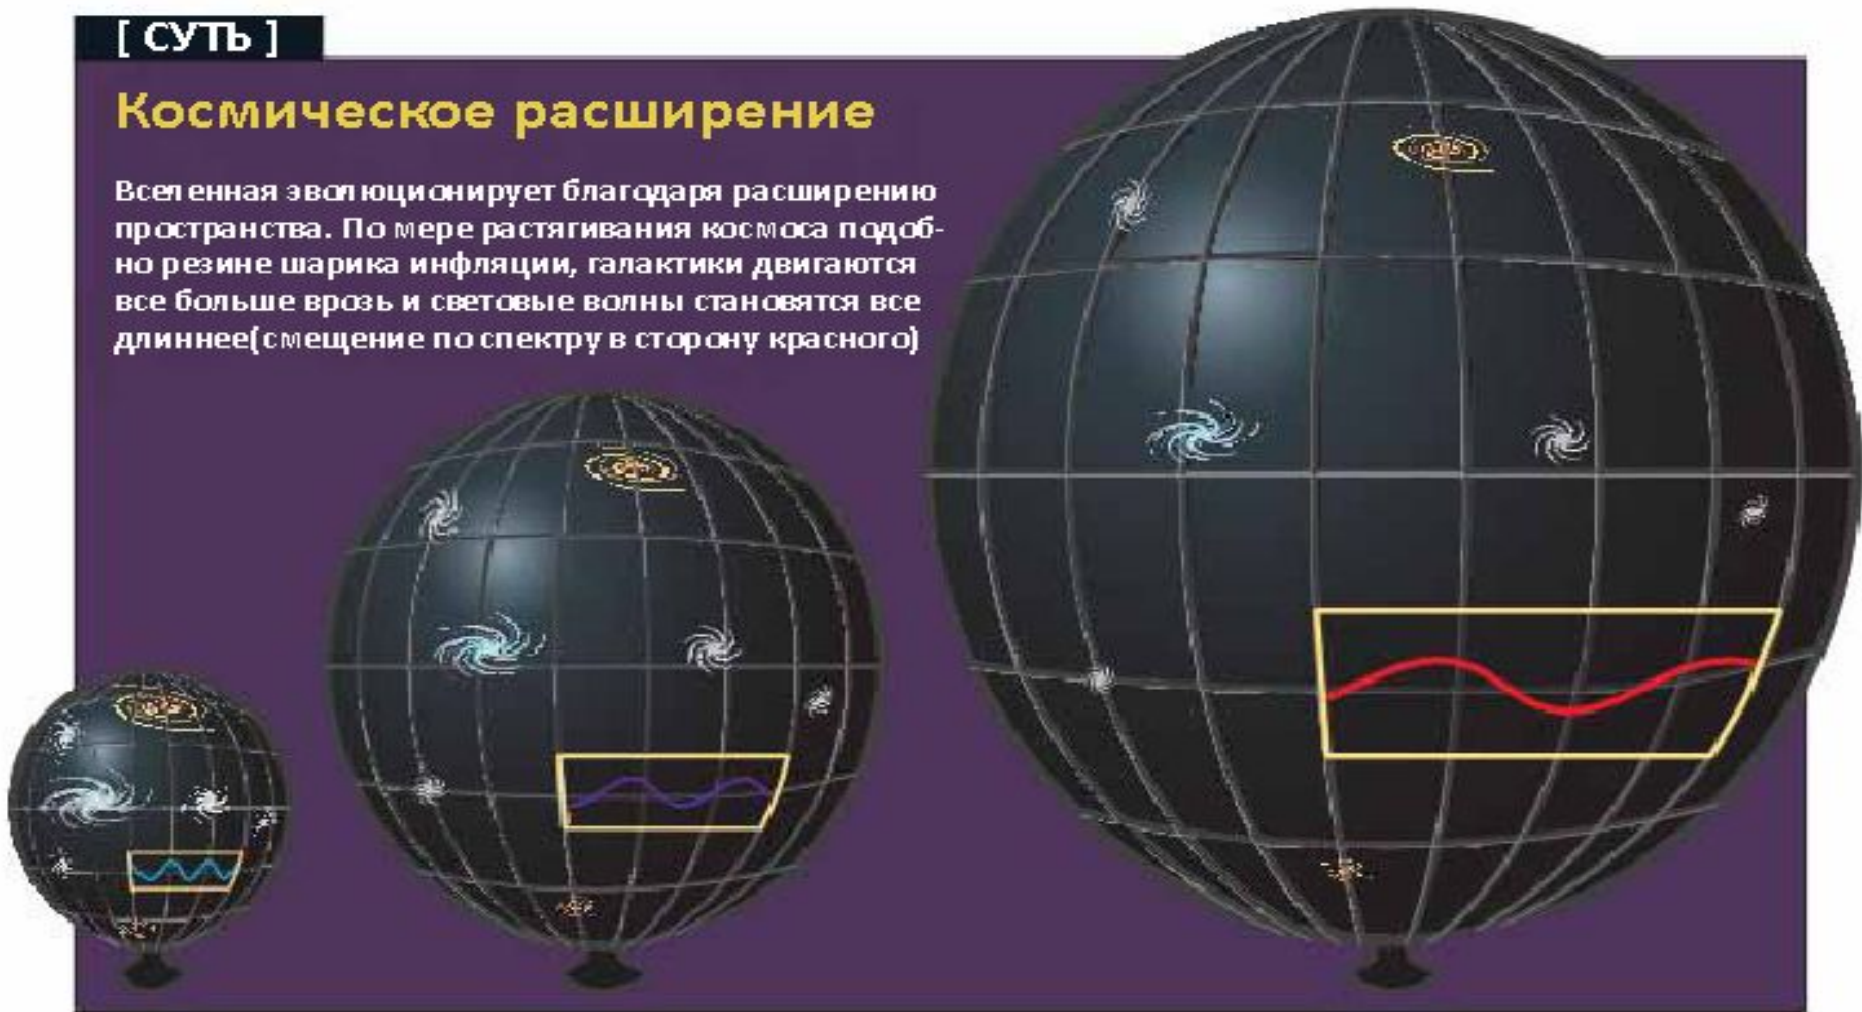 [ СУТЬ ]
Космическое расширение
Вселенная эволюционирует благодаря расширению
пространства. По мере растягивания космоса подоб-
но резине шарика инфляции, галактики двигаются
все больше врозь и световые волны становятся все
длиннее(смещение по спектру в сторону красного)